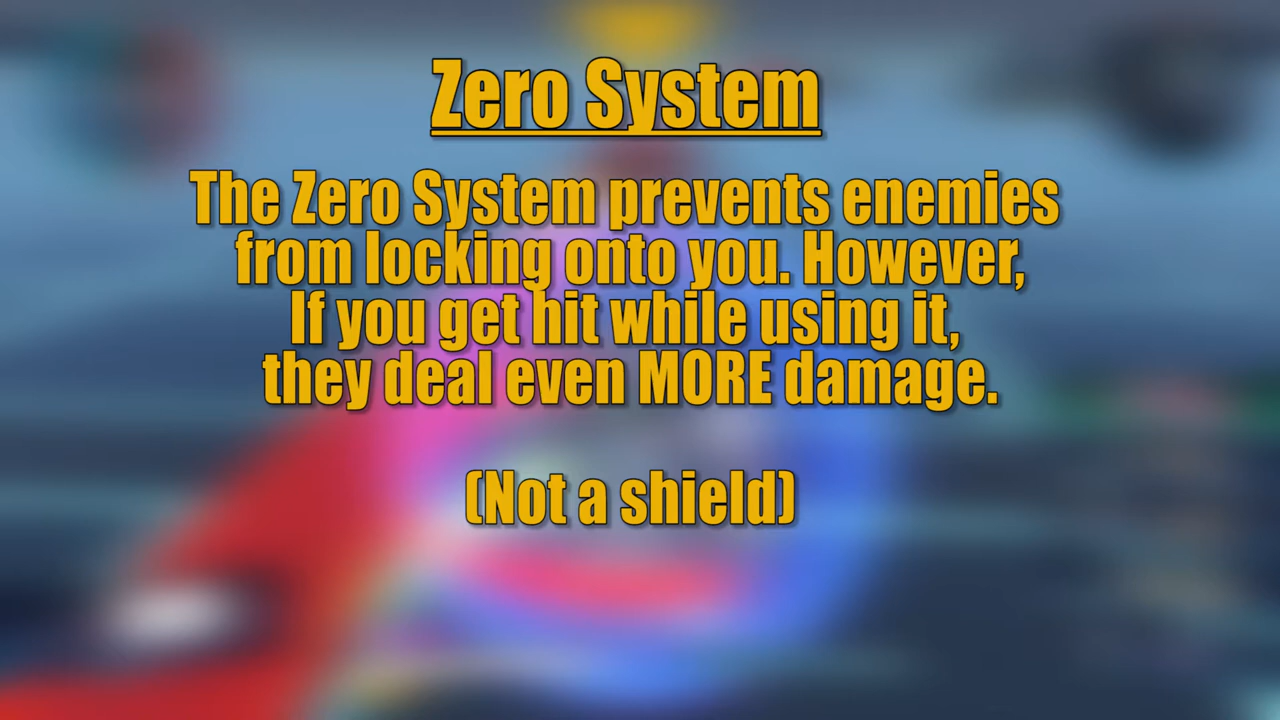 Zero System
The Zero System prevents enemies
from locking onto you. However,
If you get hit while using it,
they deal even MORE damage.
(Not a shield)